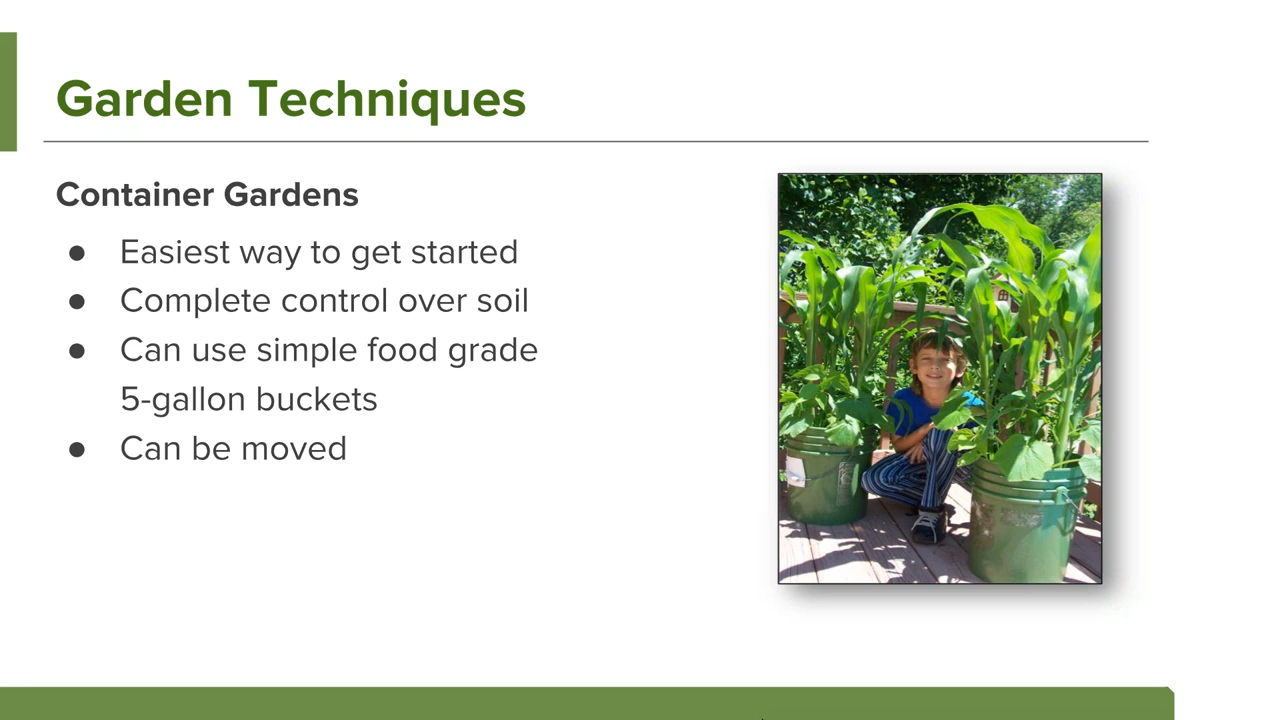 Garden Techniques
Container Gardens
● Easiest way to get started
● Complete control over soil
● Can use simple food grade
5-gallon buckets
● Can be moved